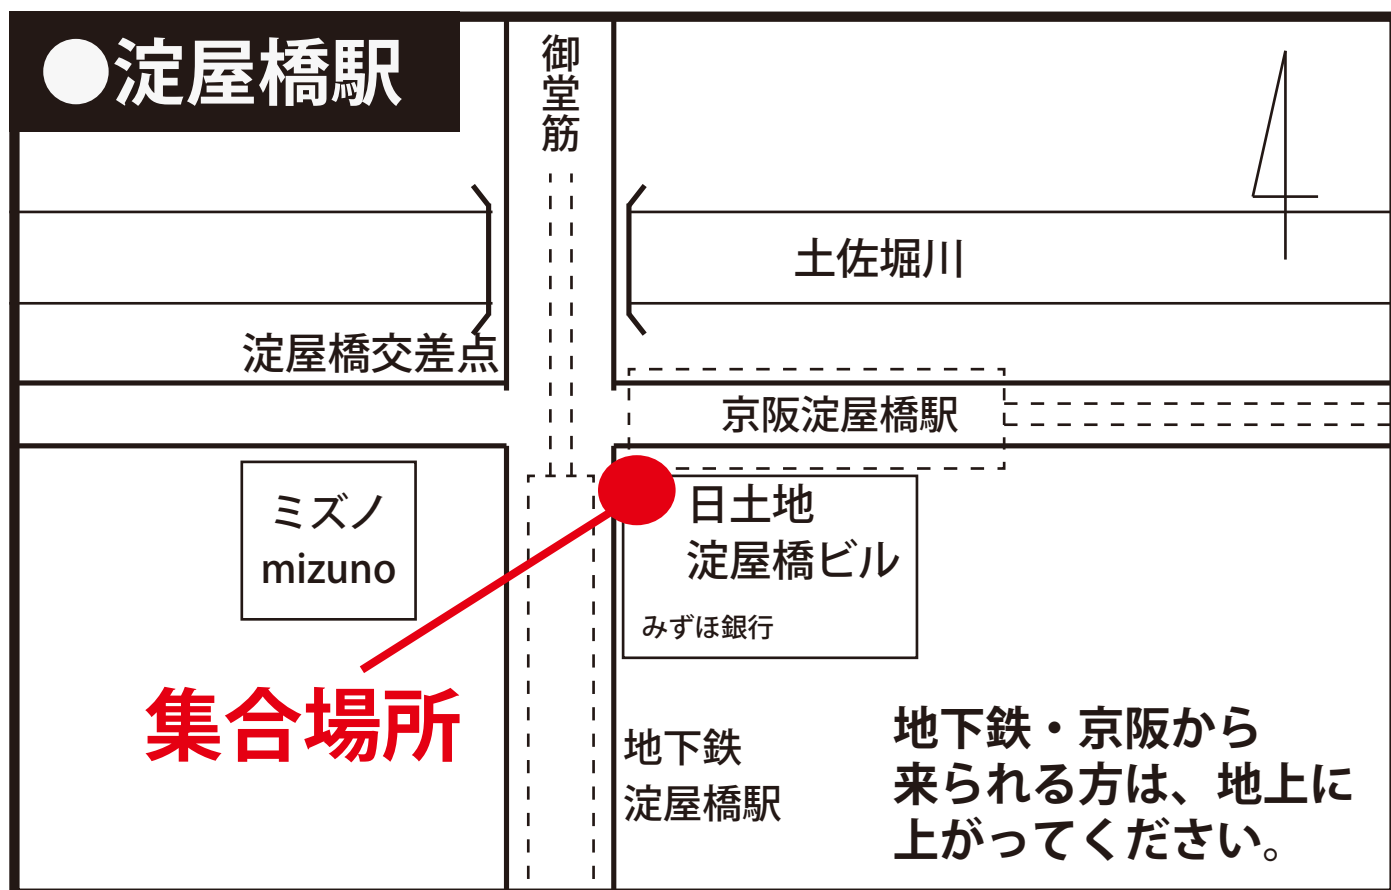 ●淀屋橋駅
御堂筋
土佐堀川
淀屋橋交差点
京阪淀屋橋駅
ミズノ
mizuno
日土地
淀屋橋ビル
みずほ銀行
集合場所
地下鉄
淀屋橋駅
地下鉄・京阪から
来られる方は、地上に
上がってください。